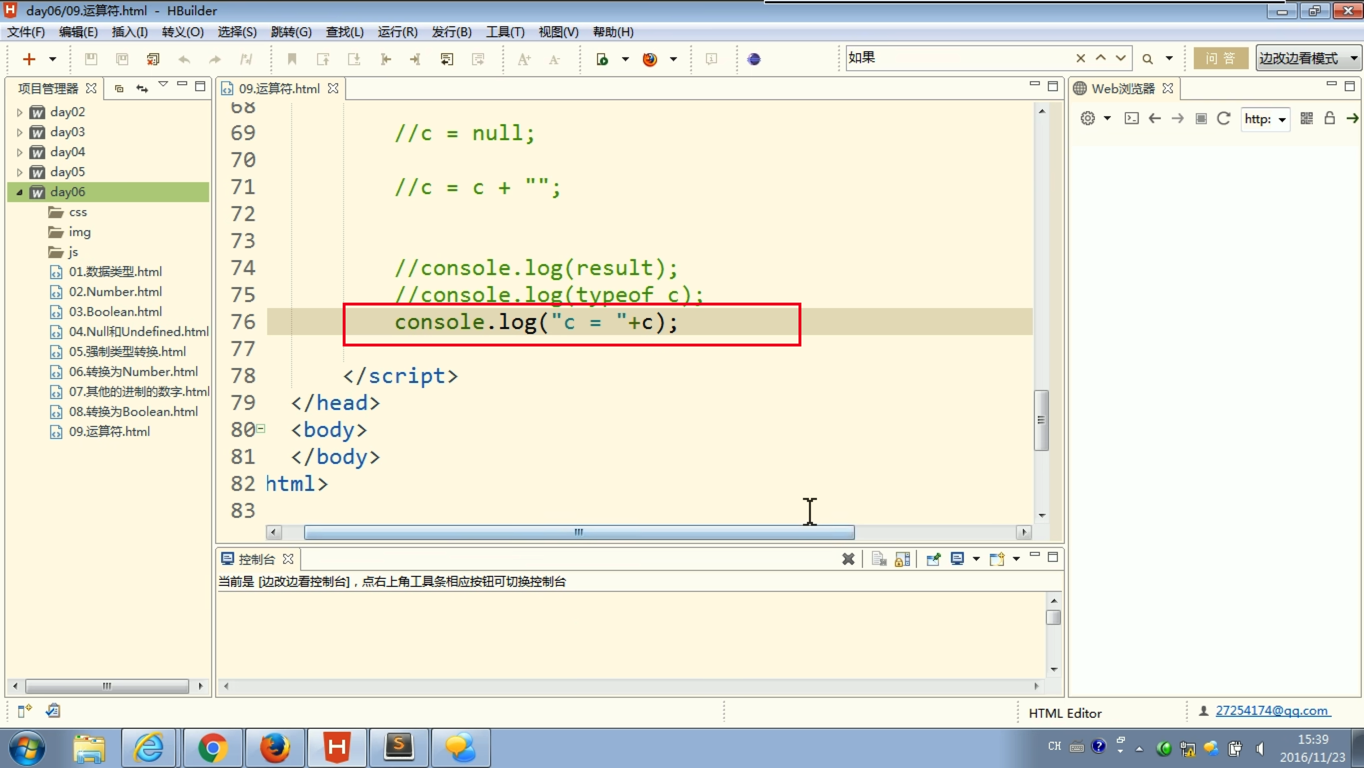 day06/09.运算符.html - HBuilder
文件(F) 编辑(E) 插入(I) 转义(O) 选择(S) 跳转(G) 查找(L) 运行(R) 发行(B) 工具(T) 视图(V) 帮助(H)
如果
问 答
边改边看模式
项目管理器
day02
day03
day04
day05
day06
css
img
js
01.数据类型.html
02.Number.html
03.Boolean.html
04.Null和Undefined.html
05.强制类型转换.html
06.转换为Number.html
07.其他的进制的数字.html
08.转换为Boolean.html
09.运算符.html
09.运算符.html
68
69 //c = null;
70
71 //c = c + "";
72
73
74 //console.log(result);
75 //console.log(typeof c);
76 console.log("c = "+c);
77
78 </script>
79 </head>
80 <body>
81 </body>
82 html>
83
控制台
当前是 [边改边看控制台]，点右上角工具条相应按钮可切换控制台
Web浏览器
http:
HTML Editor
27254174@qq.com
CH
15:39
2016/11/23